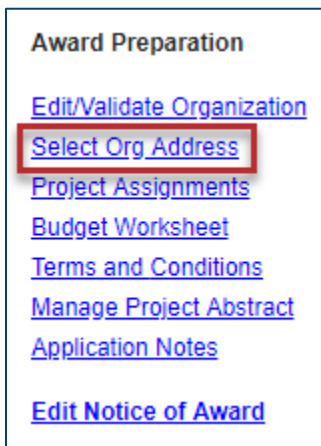 Award Preparation
Edit/Validate Organization
Select Org Address
Project Assignments
Budget Worksheet
Terms and Conditions
Manage Project Abstract
Application Notes
Edit Notice of Award